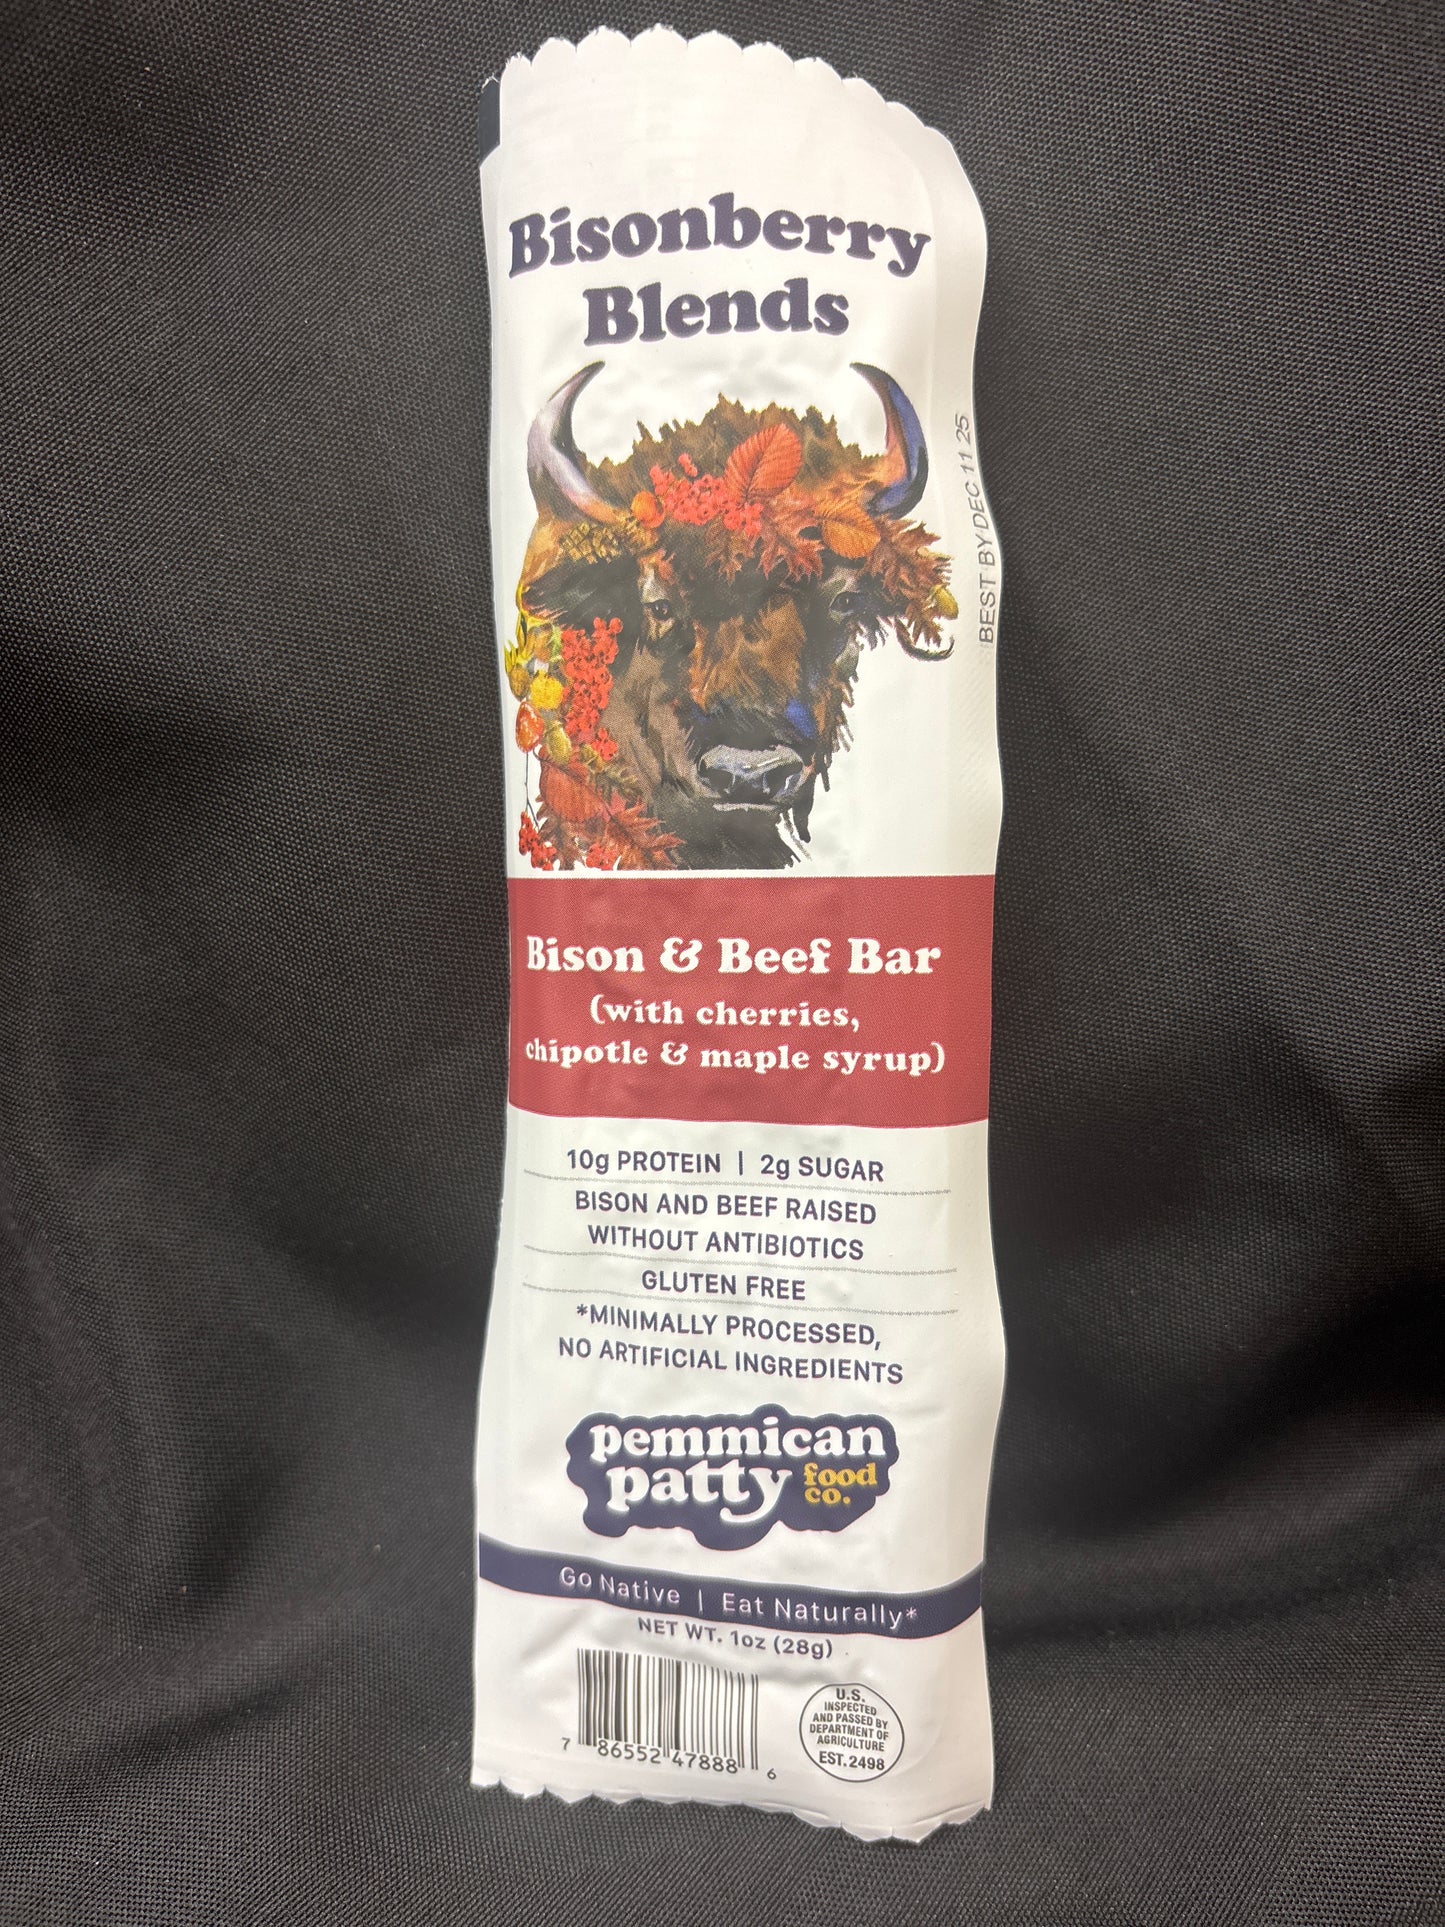 Bisonberry
Blends
BEST BY DEC 11 25
Bison & Beef Bar
(with cherries,
chipotle & maple syrup)
10g PROTEIN | 2g SUGAR
BISON AND BEEF RAISED
WITHOUT ANTIBIOTICS
GLUTEN FREE
*MINIMALLY PROCESSED,
NO ARTIFICIAL INGREDIENTS
pemmican
patty food
co.
Go Native | Eat Naturally*
NET WT. 1oz (28g)
7 86552 47888 6
U.S.
INSPECTED
AND PASSED BY
DEPARTMENT OF
AGRICULTURE
EST. 2498